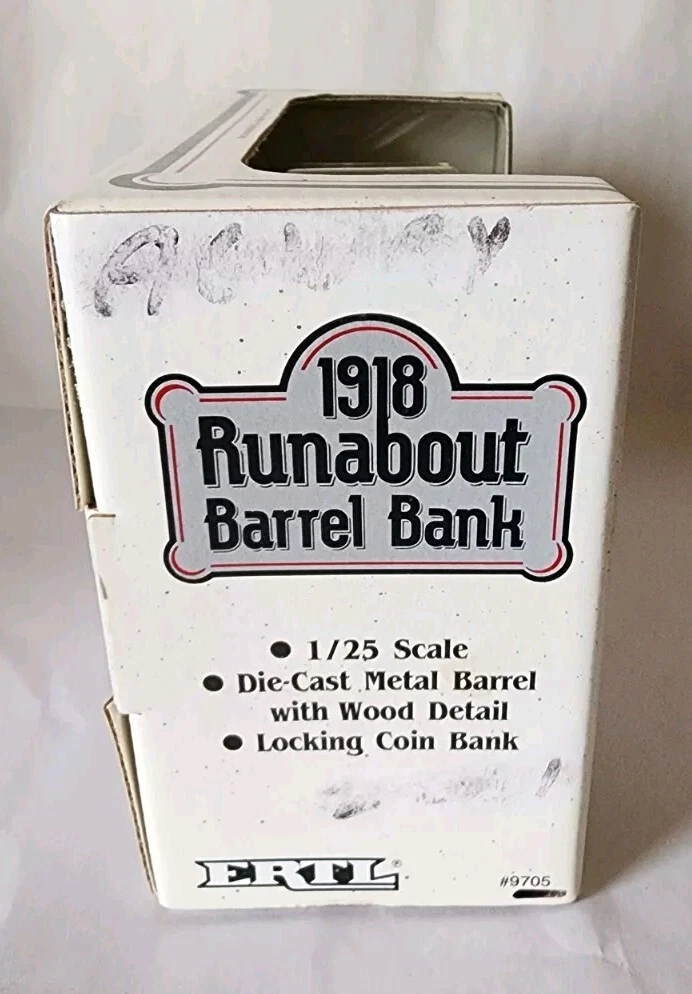 1918
Runabout
Barrel Bank
● 1/25 Scale
● Die-Cast Metal Barrel
with Wood Detail
● Locking Coin Bank
ERTL®
#9705